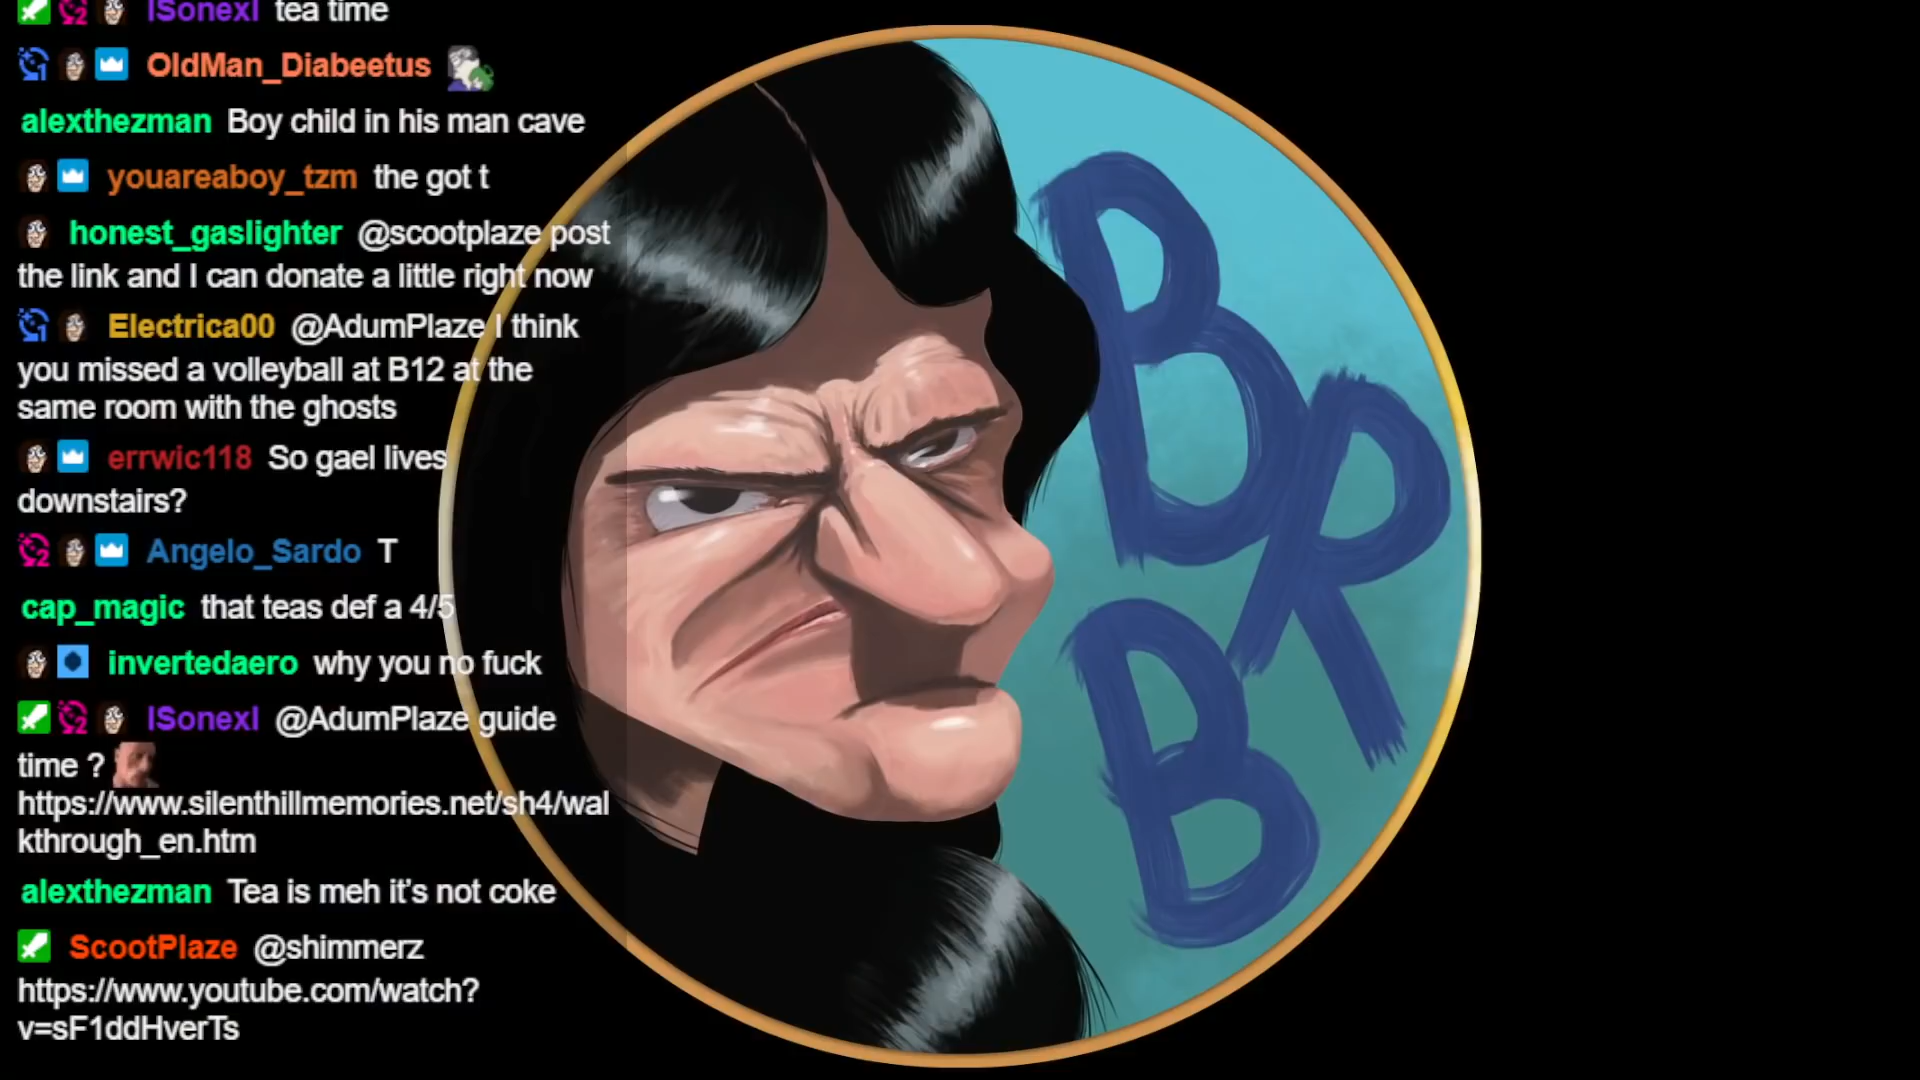 lSonexl tea time
OldMan_Diabeetus
alexthezman Boy child in his man cave
youareaboy_tzm the got t
honest_gaslighter @scootplaze post
the link and I can donate a little right now
Electrica00 @AdumPlaze I think
you missed a volleyball at B12 at the
same room with the ghosts
errwic118 So gael lives
downstairs?
Angelo_Sardo T
cap_magic that teas def a 4/5
invertedaero why you no fuck
lSonexl @AdumPlaze guide
time ?
https://www.silenthillmemories.net/sh4/wal
kthrough_en.htm
alexthezman Tea is meh it's not coke
ScootPlaze @shimmerz
https://www.youtube.com/watch?
v=sF1ddHverTs
BRB